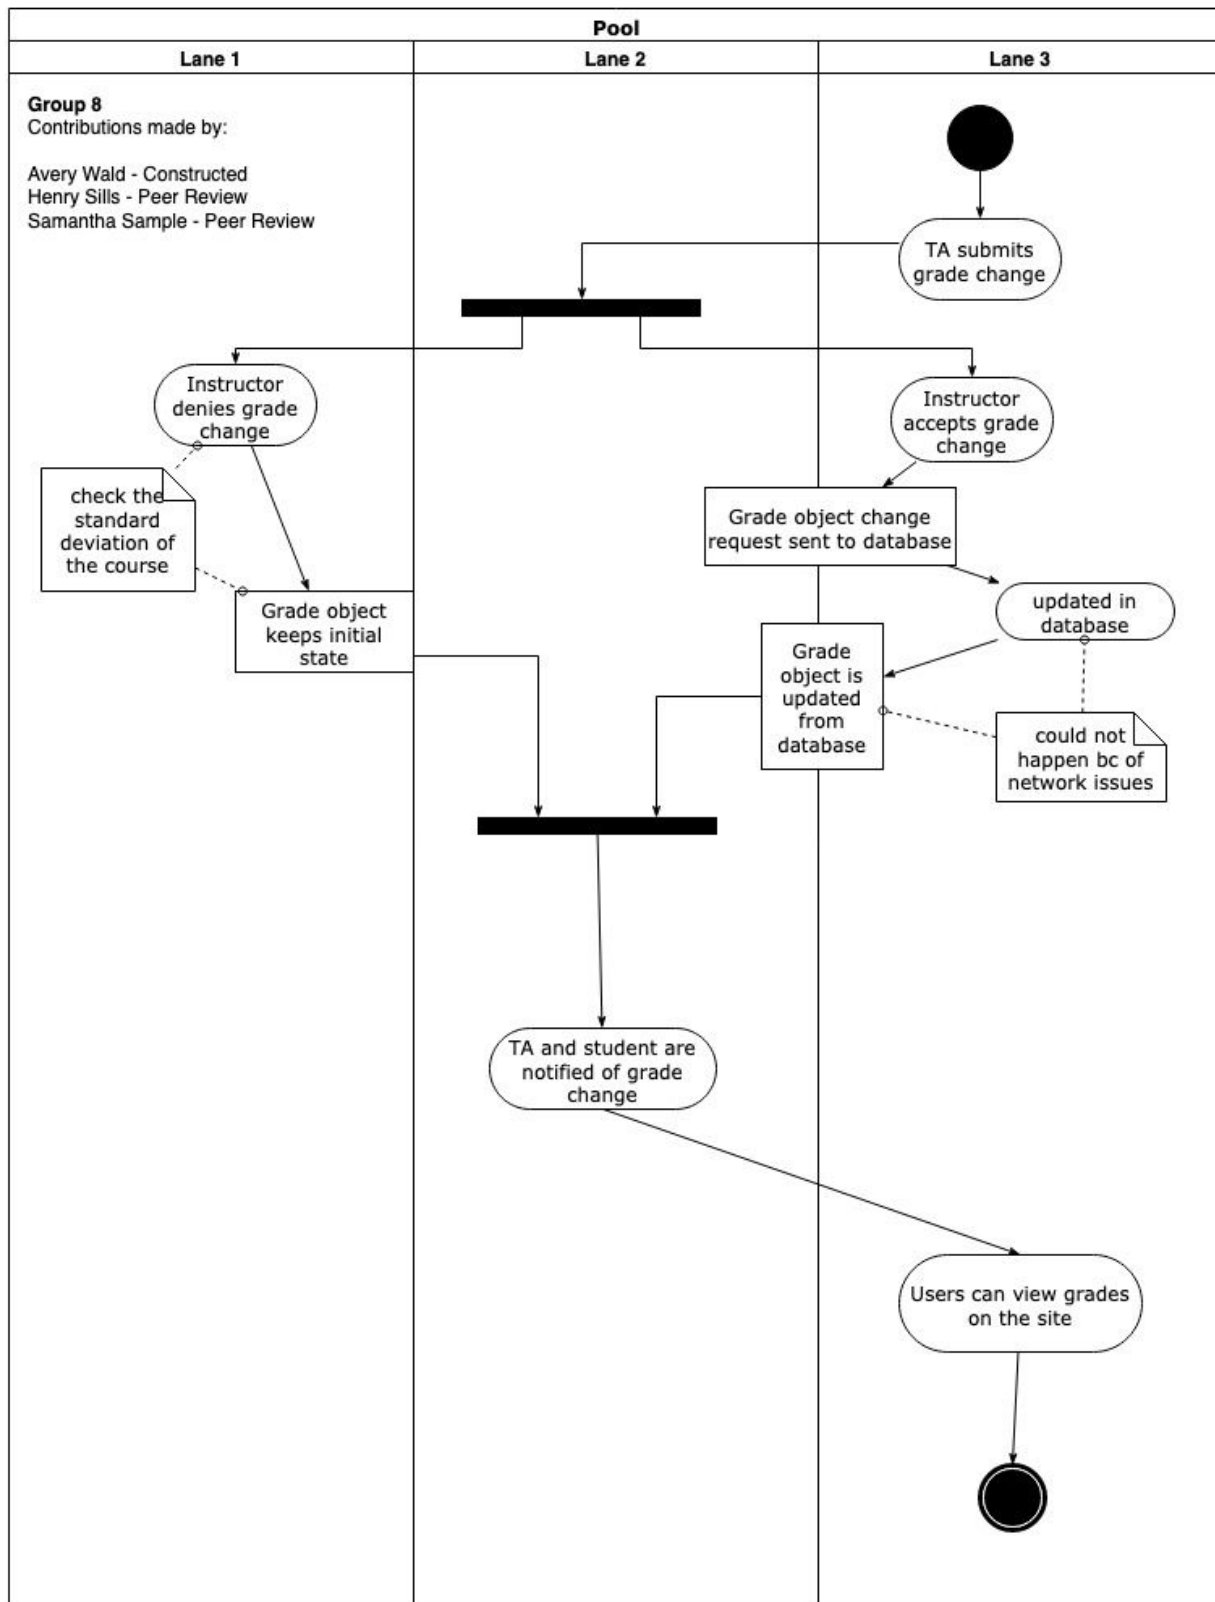 Pool
Lane 1
Lane 2
Lane 3
Group 8
Contributions made by:
Avery Wald - Constructed
Henry Sills - Peer Review
Samantha Sample - Peer Review
TA submits
grade change
Instructor
denies grade
change
Instructor
accepts grade
change
check the
standard
deviation of
the course
Grade object change
request sent to database
Grade object
keeps initial
state
updated in
database
Grade
object is
updated
from
database
could not
happen bc of
network issues
TA and student are
notified of grade
change
Users can view grades
on the site